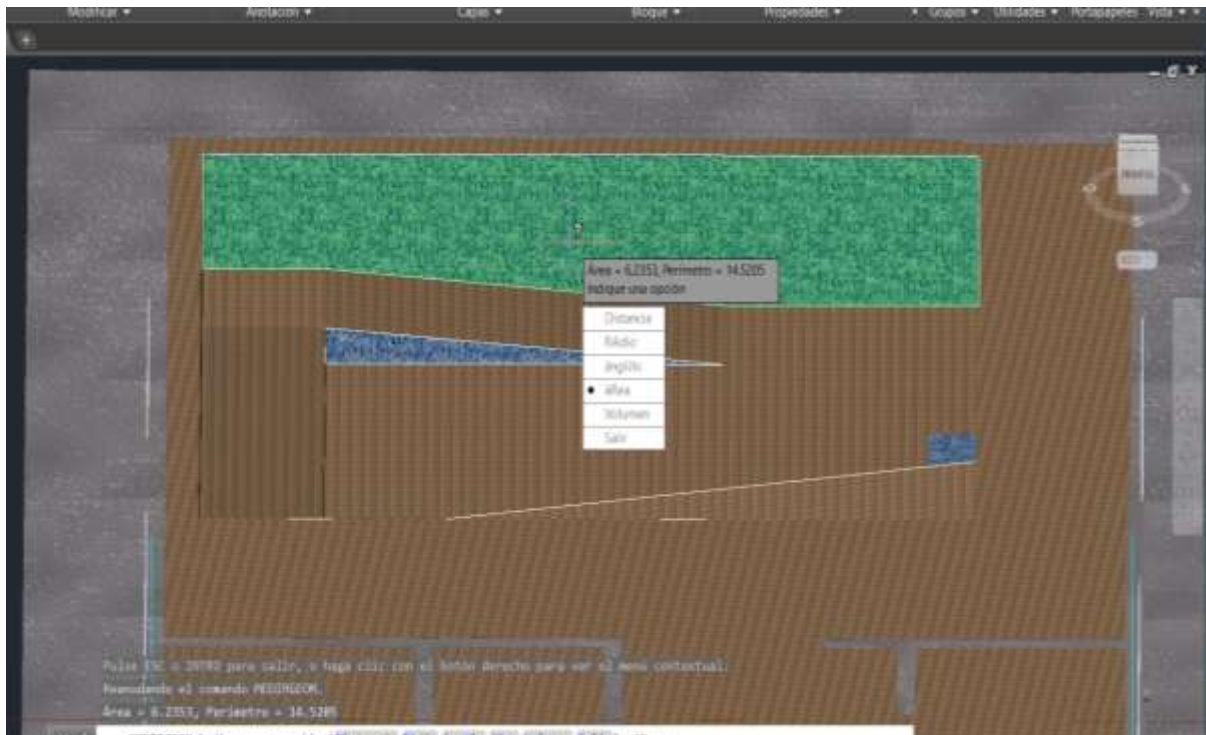 Modificar Anotación Capas Bloque Propiedades Grupos Utilidades Portapapeles Vista
Área = 6.2353, Perímetro = 14.5205
Indique una opción
Distancia
RAdio
ángUlo
áRea
Volumen
Salir
Pulse ESC o INTRO para salir, o haga clic con el botón derecho para ver el menú contextual.
Reanudando el comando MEDIRGEOM.
Área = 6.2353, Perímetro = 14.5205